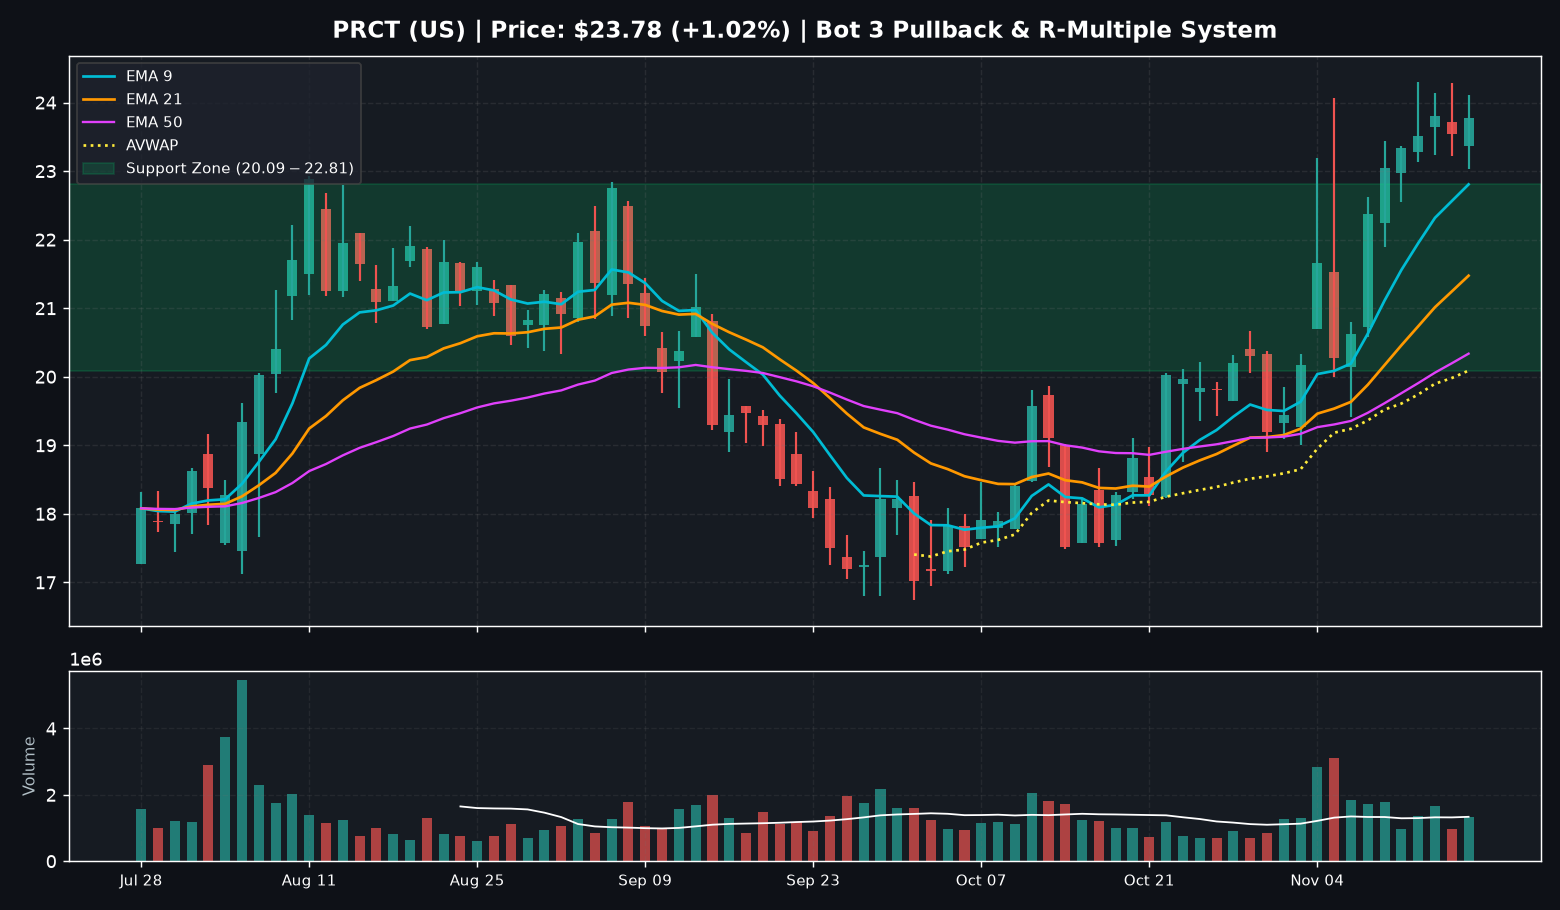 PRCT (US) | Price: $23.78 (+1.02%) | Bot 3 Pullback & R-Multiple System
EMA 9
EMA 21
EMA 50
AVWAP
Support Zone (20.09 − 22.81)
24
23
22
21
20
19
18
17
1e6
Volume
4
2
0
Jul 28
Aug 11
Aug 25
Sep 09
Sep 23
Oct 07
Oct 21
Nov 04